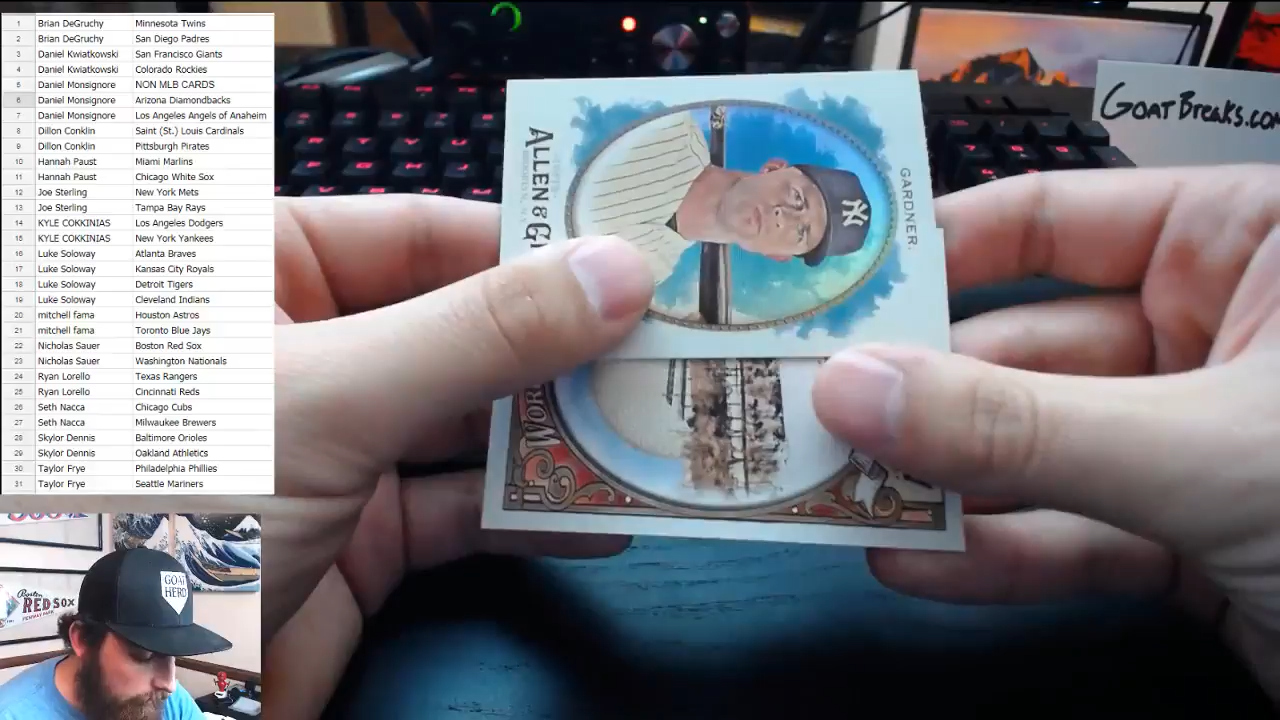 1 Brian DeGruchy Minnesota Twins
2 Brian DeGruchy San Diego Padres
3 Daniel Kwiatkowski San Francisco Giants
4 Daniel Kwiatkowski Colorado Rockies
5 Daniel Monsignore NON MLB CARDS
6 Daniel Monsignore Arizona Diamondbacks
7 Daniel Monsignore Los Angeles Angels of Anaheim
8 Dillon Conklin Saint (St.) Louis Cardinals
9 Dillon Conklin Pittsburgh Pirates
10 Hannah Paust Miami Marlins
11 Hannah Paust Chicago White Sox
12 Joe Sterling New York Mets
13 Joe Sterling Tampa Bay Rays
14 KYLE COKKINIAS Los Angeles Dodgers
15 KYLE COKKINIAS New York Yankees
16 Luke Soloway Atlanta Braves
17 Luke Soloway Kansas City Royals
18 Luke Soloway Detroit Tigers
19 Luke Soloway Cleveland Indians
20 mitchell fama Houston Astros
21 mitchell fama Toronto Blue Jays
22 Nicholas Sauer Boston Red Sox
23 Nicholas Sauer Washington Nationals
24 Ryan Lorello Texas Rangers
25 Ryan Lorello Cincinnati Reds
26 Seth Nacca Chicago Cubs
27 Seth Nacca Milwaukee Brewers
28 Skylor Dennis Baltimore Orioles
29 Skylor Dennis Oakland Athletics
30 Taylor Frye Philadelphia Phillies
31 Taylor Frye Seattle Mariners
GOATBREAKS.CO
ALLEN & G
GARDNER
NY
WOR
GOAT
HERD
Boston
RED SOX
FENWAY PARK